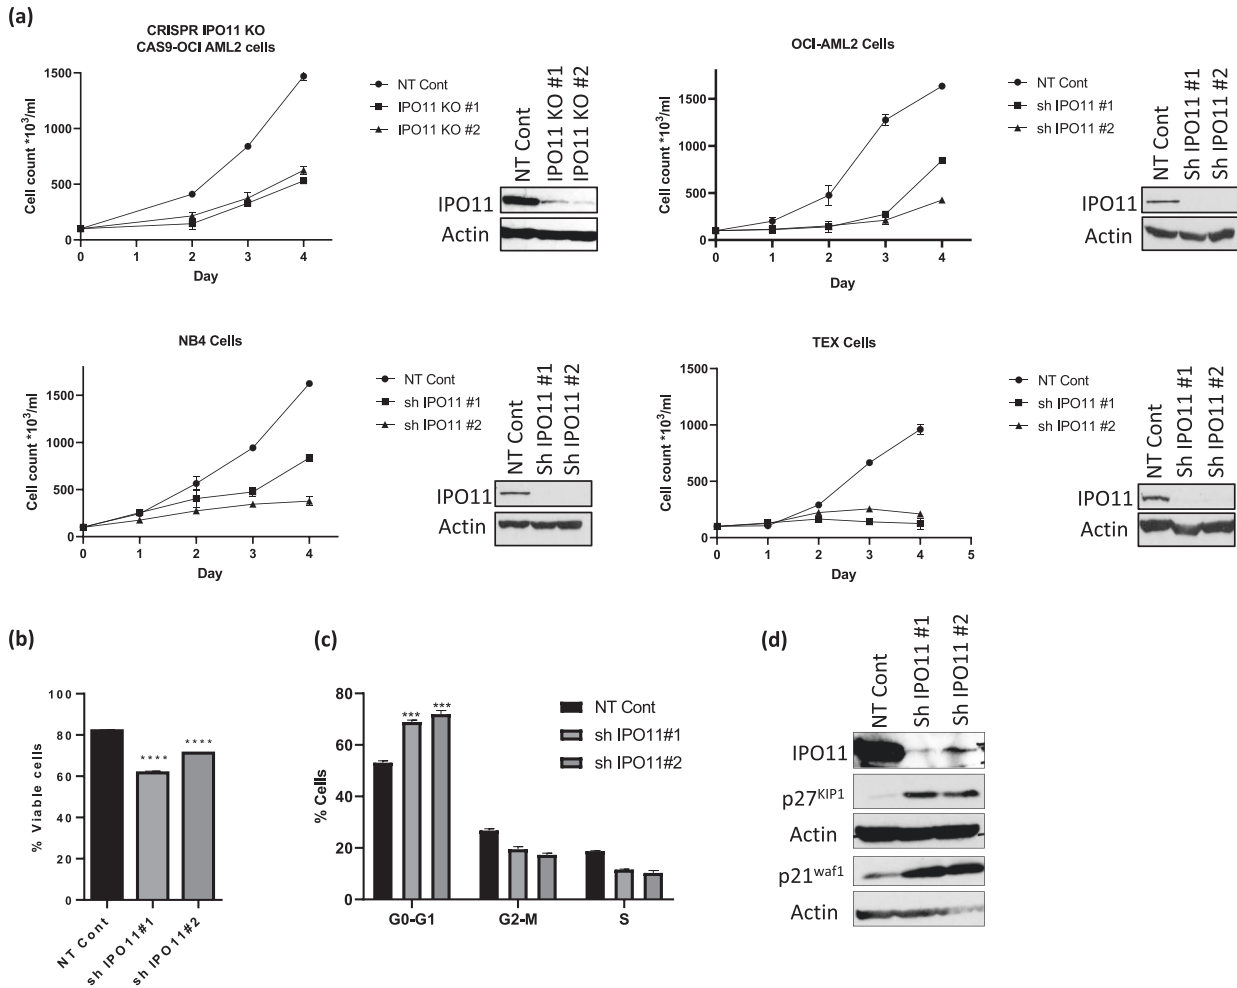 (a)
CRISPR IPO11 KO
CAS9-OCI AML2 cells
Cell count *10³/ml
1500
1000
500
0
0 1 2 3 4
Day
NT Cont
IPO11 KO #1
IPO11 KO #2
NT Cont
IPO11 KO #1
IPO11 KO #2
IPO11
Actin
OCI-AML2 Cells
Cell count *10³/ml
1500
1000
500
0
0 1 2 3 4
Day
NT Cont
sh IPO11 #1
sh IPO11 #2
NT Cont
Sh IPO11 #1
Sh IPO11 #2
IPO11
Actin
NB4 Cells
Cell count *10³/ml
1500
1000
500
0
0 1 2 3 4
Day
NT Cont
sh IPO11 #1
sh IPO11 #2
NT Cont
Sh IPO11 #1
Sh IPO11 #2
IPO11
Actin
TEX Cells
Cell count *10³/ml
1500
1000
500
0
0 1 2 3 4 5
Day
NT Cont
sh IPO11 #1
sh IPO11 #2
NT Cont
Sh IPO11 #1
Sh IPO11 #2
IPO11
Actin
(b)
% Viable cells
100
80
60
40
20
0
****
****
NT Cont
sh IPO11#1
sh IPO11#2
(c)
% Cells
80
60
40
20
0
***
***
G0-G1 G2-M S
NT Cont
sh IPO11#1
sh IPO11#2
(d)
NT Cont
Sh IPO11 #1
Sh IPO11 #2
IPO11
p27ᴷᴵᴾ¹
Actin
p21ʷᵃᶠ¹
Actin